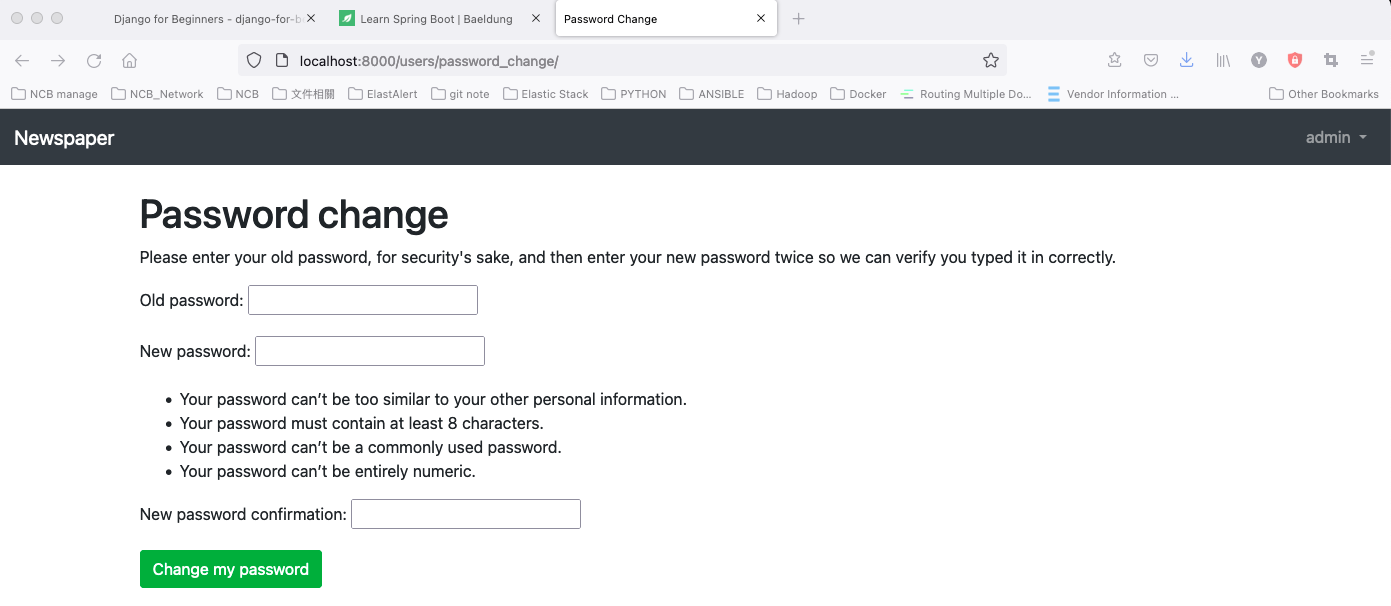 Django for Beginners - django-for-b
Learn Spring Boot | Baeldung
Password Change
localhost:8000/users/password_change/
Y
NCB manage
NCB_Network
NCB
文件相關
ElastAlert
git note
Elastic Stack
PYTHON
ANSIBLE
Hadoop
Docker
Routing Multiple Do...
Vendor Information ...
Other Bookmarks
Newspaper
admin
Password change
Please enter your old password, for security's sake, and then enter your new password twice so we can verify you typed it in correctly.
Old password:
New password:
• Your password can’t be too similar to your other personal information.
• Your password must contain at least 8 characters.
• Your password can’t be a commonly used password.
• Your password can’t be entirely numeric.
New password confirmation:
Change my password